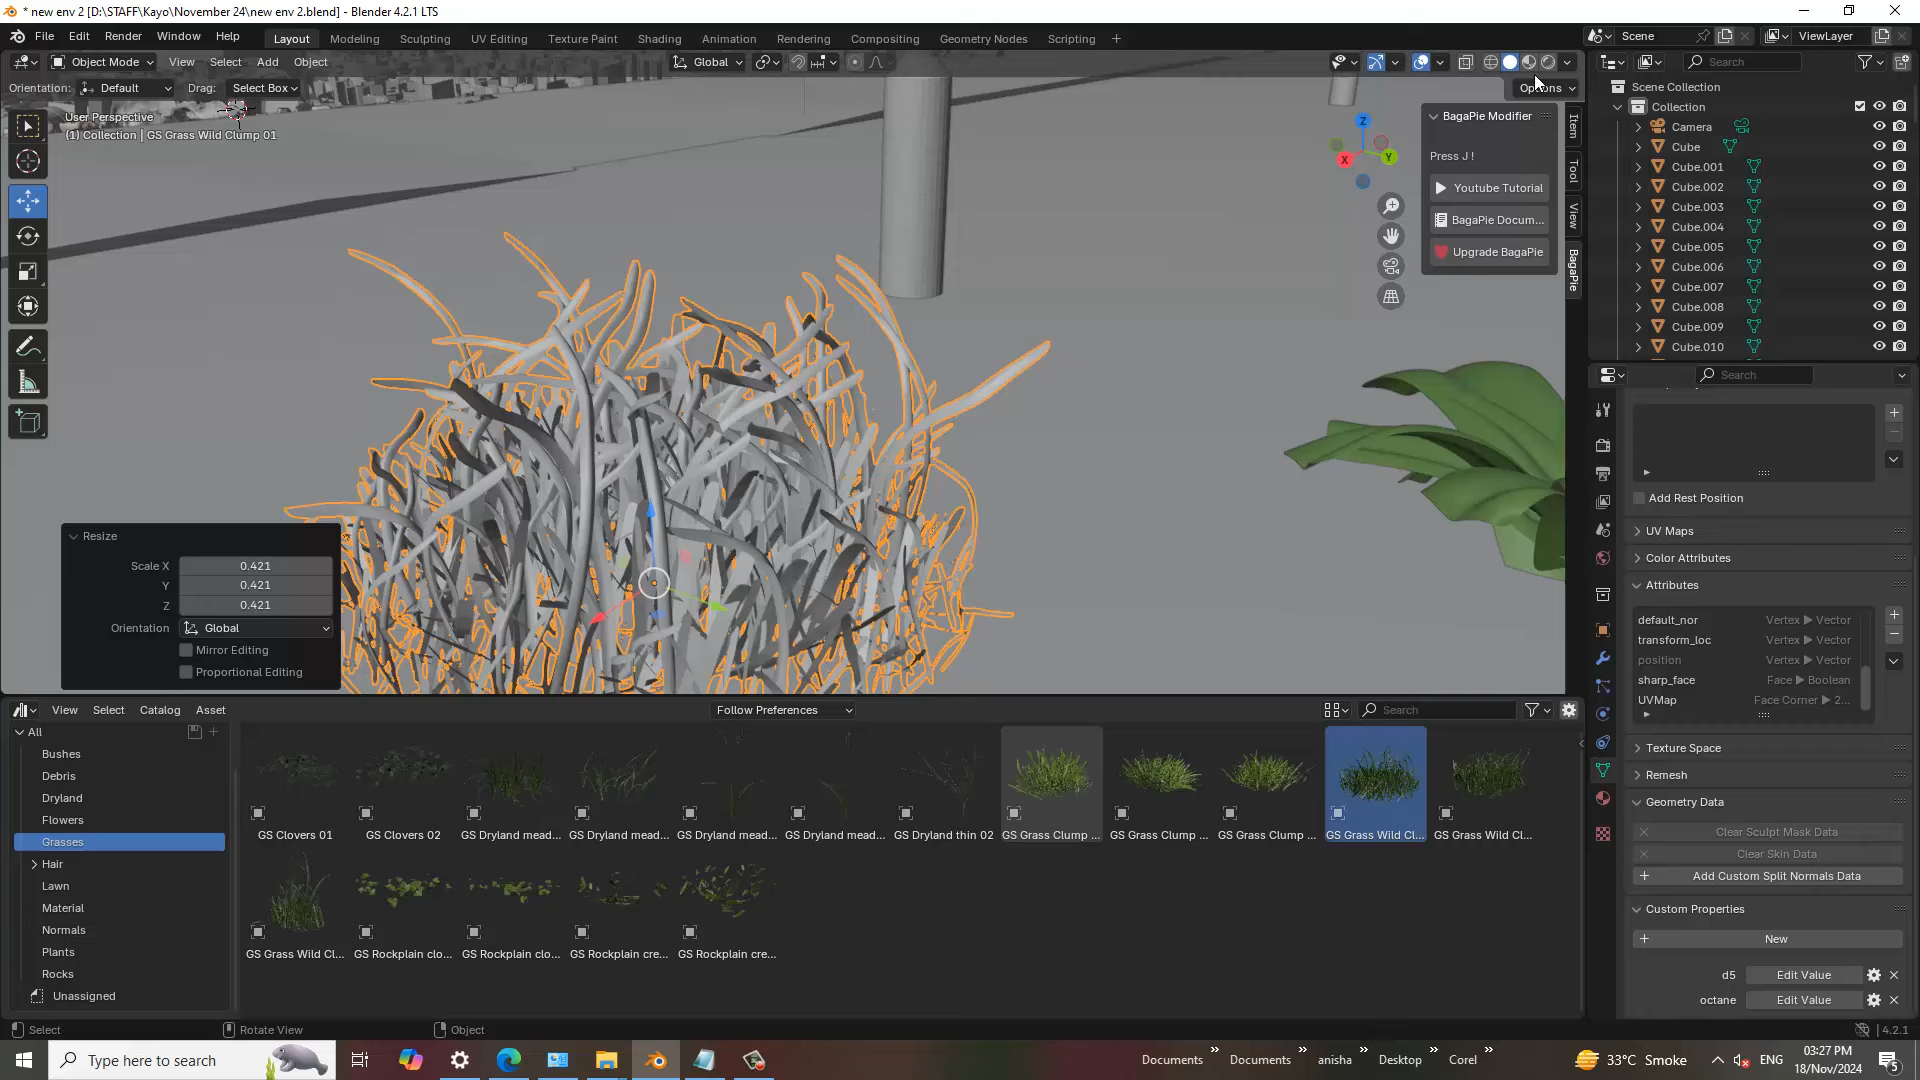 * new env 2 [D:\STAFF\Kayo\November 24\new env 2.blend] - Blender 4.2.1 LTS
File Edit Render Window Help Layout Modeling Sculpting UV Editing Texture Paint Shading Animation Rendering Compositing Geometry Nodes Scripting + Scene ViewLayer
Object Mode View Select Add Object Global Search
Orientation: Default Drag: Select Box Options
User Perspective
(1) Collection | GS Grass Wild Clump 01
BagaPie Modifier
Press J !
Youtube Tutorial
BagaPie Docum...
Upgrade BagaPie
Item
Tool
View
BagaPie
Z
X
Y
Scene Collection
Collection
Camera
Cube
Cube.001
Cube.002
Cube.003
Cube.004
Cube.005
Cube.006
Cube.007
Cube.008
Cube.009
Cube.010
Search
Add Rest Position
UV Maps
Color Attributes
Attributes
default_nor Vertex ▶ Vector
transform_loc Vertex ▶ Vector
position Vertex ▶ Vector
sharp_face Face ▶ Boolean
UVMap Face Corner ▶ 2...
Texture Space
Remesh
Geometry Data
Clear Sculpt Mask Data
Clear Skin Data
Add Custom Split Normals Data
Custom Properties
New
d5 Edit Value
octane Edit Value
Resize
Scale X 0.421
Y 0.421
Z 0.421
Orientation Global
Mirror Editing
Proportional Editing
View Select Catalog Asset Follow Preferences Search
All
Bushes
Debris
Dryland
Flowers
Grasses
Hair
Lawn
Material
Normals
Plants
Rocks
Unassigned
GS Clovers 01 GS Clovers 02 GS Dryland mead... GS Dryland mead... GS Dryland mead... GS Dryland mead... GS Dryland thin 02 GS Grass Clump ... GS Grass Clump ... GS Grass Clump ... GS Grass Wild Cl... GS Grass Wild Cl...
GS Grass Wild Cl... GS Rockplain clo... GS Rockplain clo... GS Rockplain cre... GS Rockplain cre...
Select Rotate View Object 4.2.1
Type here to search Documents Documents anisha Desktop Corel 33°C Smoke ENG 03:27 PM
18/Nov/2024 5